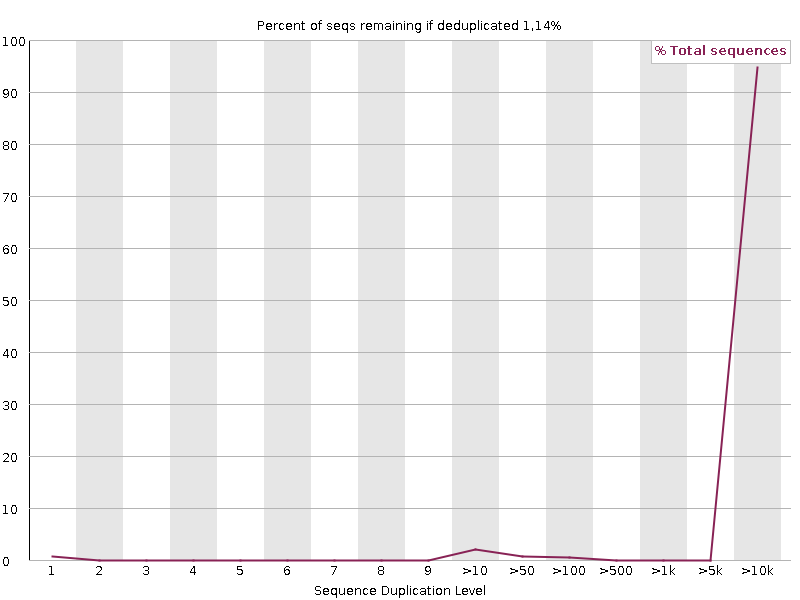 Percent of seqs remaining if deduplicated 1,14%
% Total sequences
100
90
80
70
60
50
40
30
20
10
0
1 2 3 4 5 6 7 8 9 >10 >50 >100 >500 >1k >5k >10k
Sequence Duplication Level